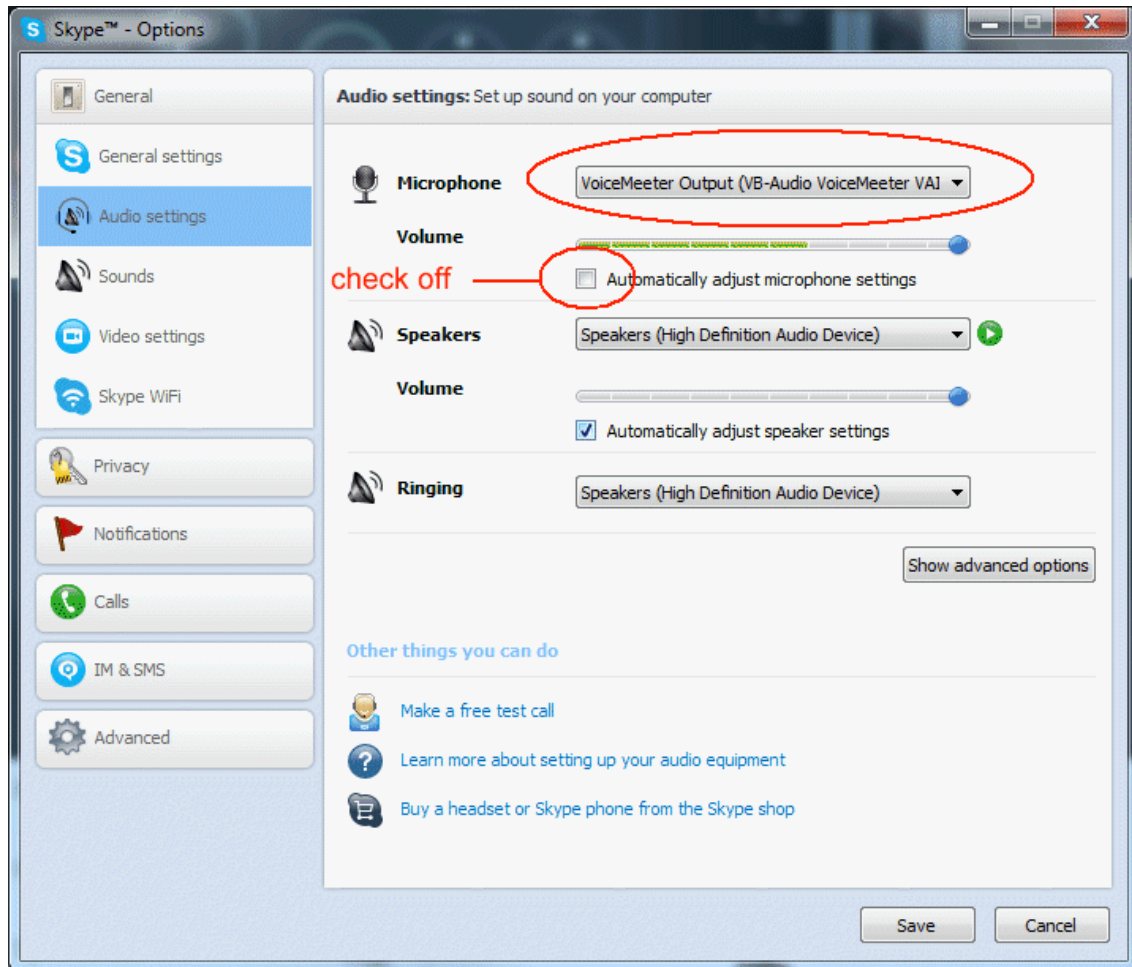 Skype™ - Options
General
General settings
Audio settings
Sounds
Video settings
Skype WiFi
Privacy
Notifications
Calls
IM & SMS
Advanced
Audio settings: Set up sound on your computer
Microphone
VoiceMeeter Output (VB-Audio VoiceMeeter VAI
Volume
check off
Automatically adjust microphone settings
Speakers
Speakers (High Definition Audio Device)
Volume
Automatically adjust speaker settings
Ringing
Speakers (High Definition Audio Device)
Show advanced options
Other things you can do
Make a free test call
Learn more about setting up your audio equipment
Buy a headset or Skype phone from the Skype shop
Save
Cancel